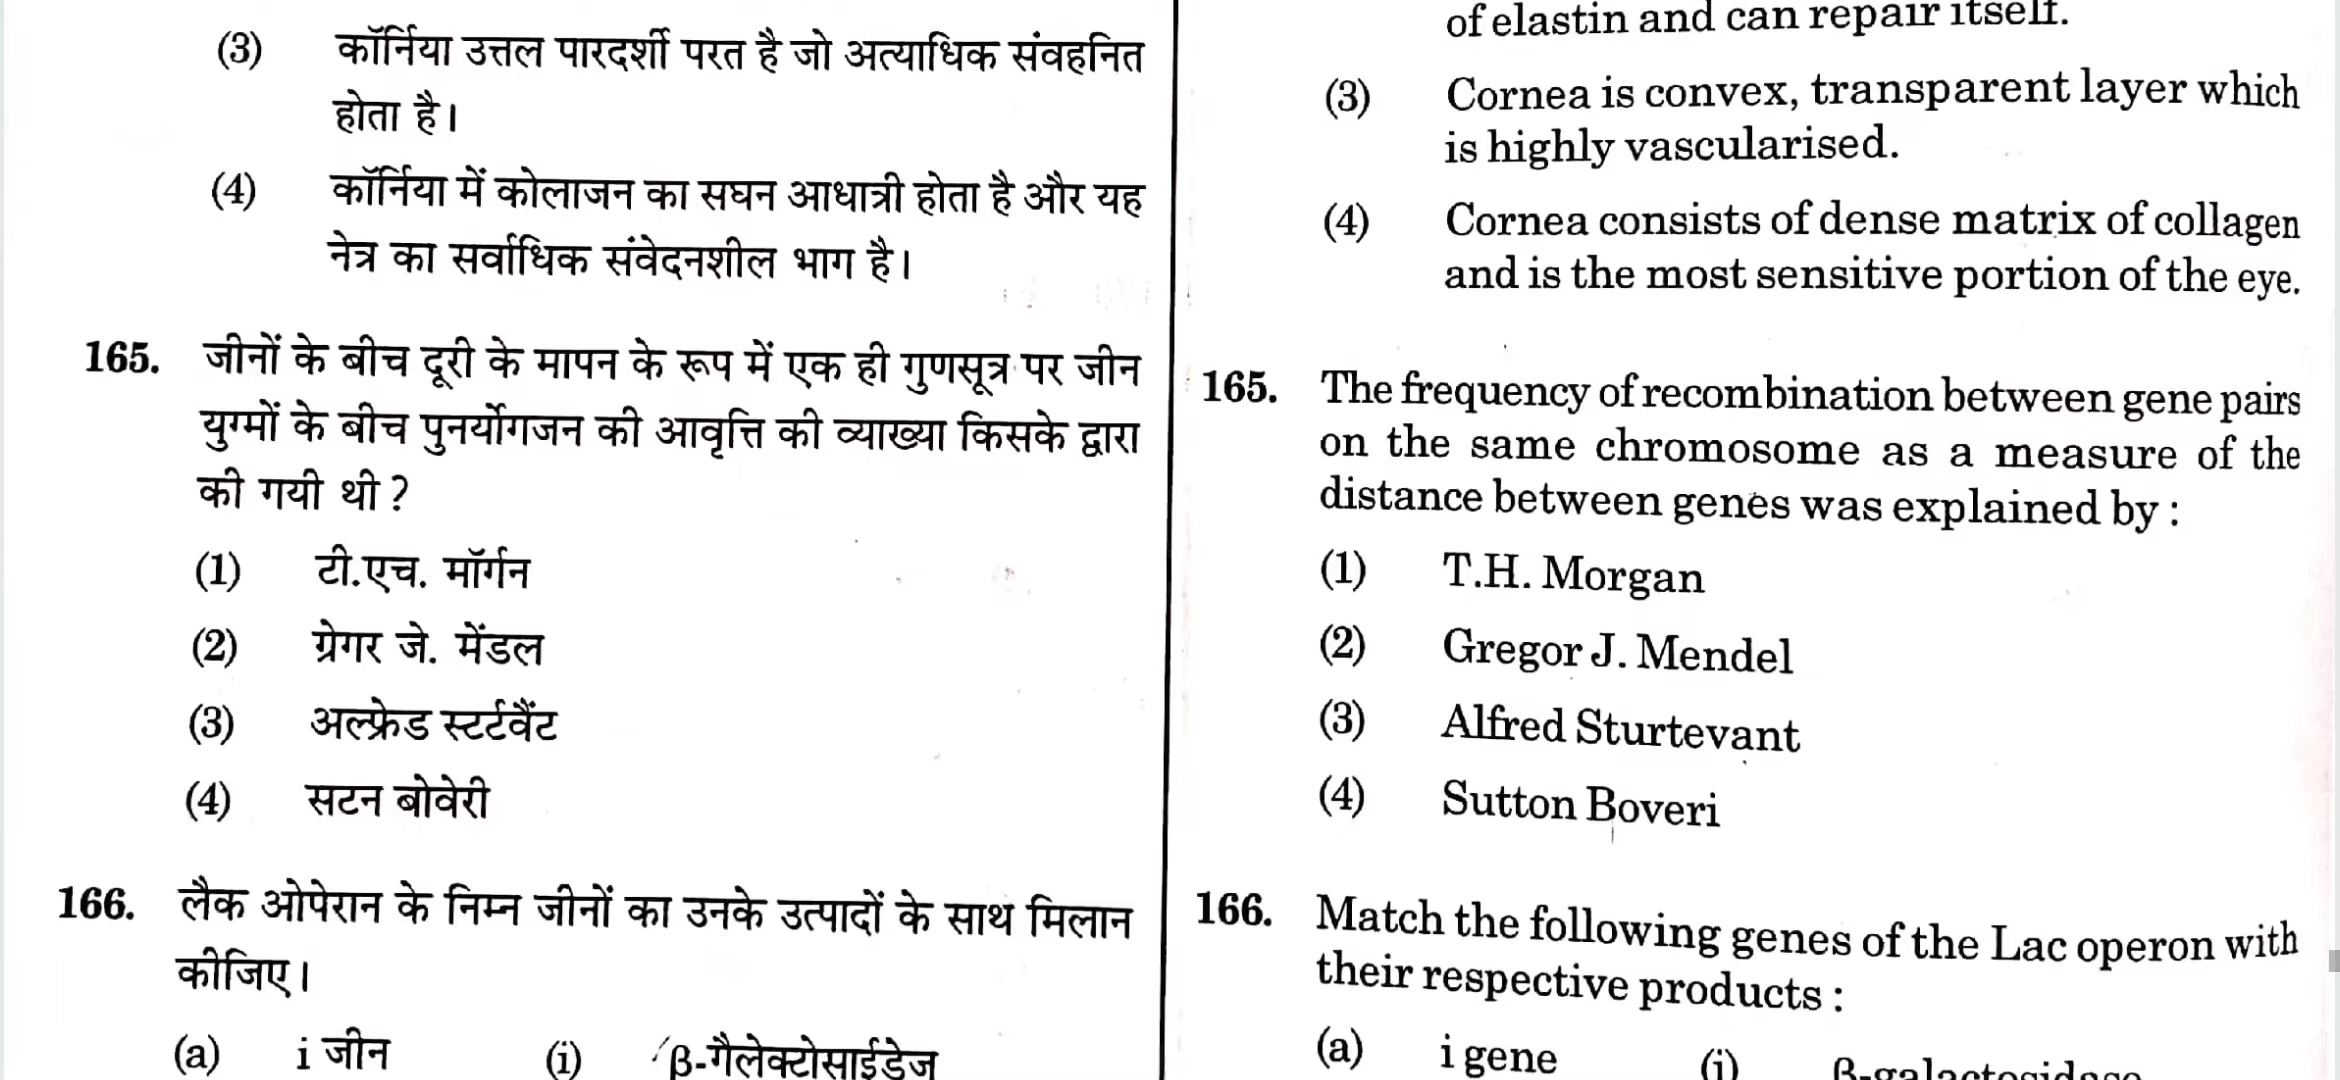 (3) कॉर्निया उत्तल पारदर्शी परत है जो अत्याधिक संवहनित
होता है।
(4) कॉर्निया में कोलाजन का सघन आधात्री होता है और यह
नेत्र का सर्वाधिक संवेदनशील भाग है।
165. जीनों के बीच दूरी के मापन के रूप में एक ही गुणसूत्र पर जीन
युग्मों के बीच पुनर्योगजन की आवृत्ति की व्याख्या किसके द्वारा
की गयी थी ?
(1) टी.एच. मॉर्गन
(2) ग्रेगर जे. मेंडल
(3) अल्फ्रेड स्टर्टवैंट
(4) सटन बोवेरी
166. लैक ओपेरान के निम्न जीनों का उनके उत्पादों के साथ मिलान
कीजिए।
(a) i जीन (i) β-गैलेक्टोसाईडेज
of elastin and can repair itself.
(3) Cornea is convex, transparent layer which
is highly vascularised.
(4) Cornea consists of dense matrix of collagen
and is the most sensitive portion of the eye.
165. The frequency of recombination between gene pairs
on the same chromosome as a measure of the
distance between genes was explained by :
(1) T.H. Morgan
(2) Gregor J. Mendel
(3) Alfred Sturtevant
(4) Sutton Boveri
166. Match the following genes of the Lac operon with
their respective products :
(a) i gene (i) β-galactosidase